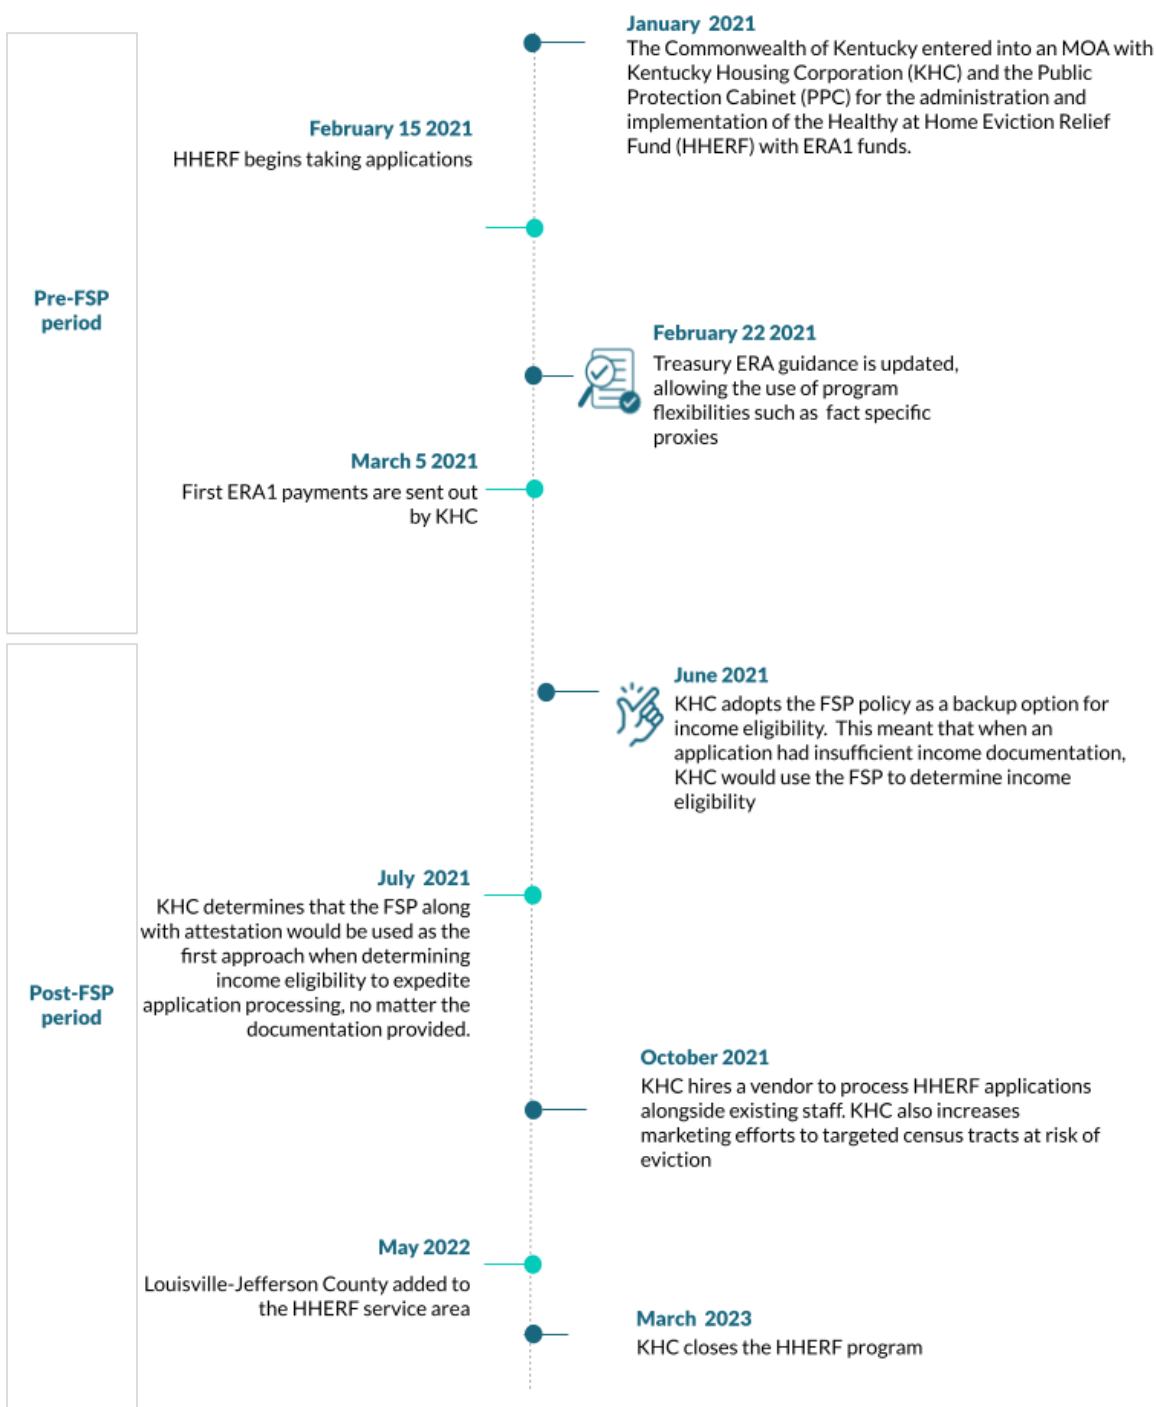 January 2021
The Commonwealth of Kentucky entered into an MOA with
Kentucky Housing Corporation (KHC) and the Public
Protection Cabinet (PPC) for the administration and
implementation of the Healthy at Home Eviction Relief
Fund (HHERF) with ERA1 funds.
February 15 2021
HHERF begins taking applications
Pre-FSP
period
February 22 2021
Treasury ERA guidance is updated,
allowing the use of program
flexibilities such as fact specific
proxies
March 5 2021
First ERA1 payments are sent out
by KHC
June 2021
KHC adopts the FSP policy as a backup option for
income eligibility. This meant that when an
application had insufficient income documentation,
KHC would use the FSP to determine income
eligibility
July 2021
KHC determines that the FSP along
with attestation would be used as the
first approach when determining
income eligibility to expedite
application processing, no matter the
documentation provided.
Post-FSP
period
October 2021
KHC hires a vendor to process HHERF applications
alongside existing staff. KHC also increases
marketing efforts to targeted census tracts at risk of
eviction
May 2022
Louisville-Jefferson County added to
the HHERF service area
March 2023
KHC closes the HHERF program